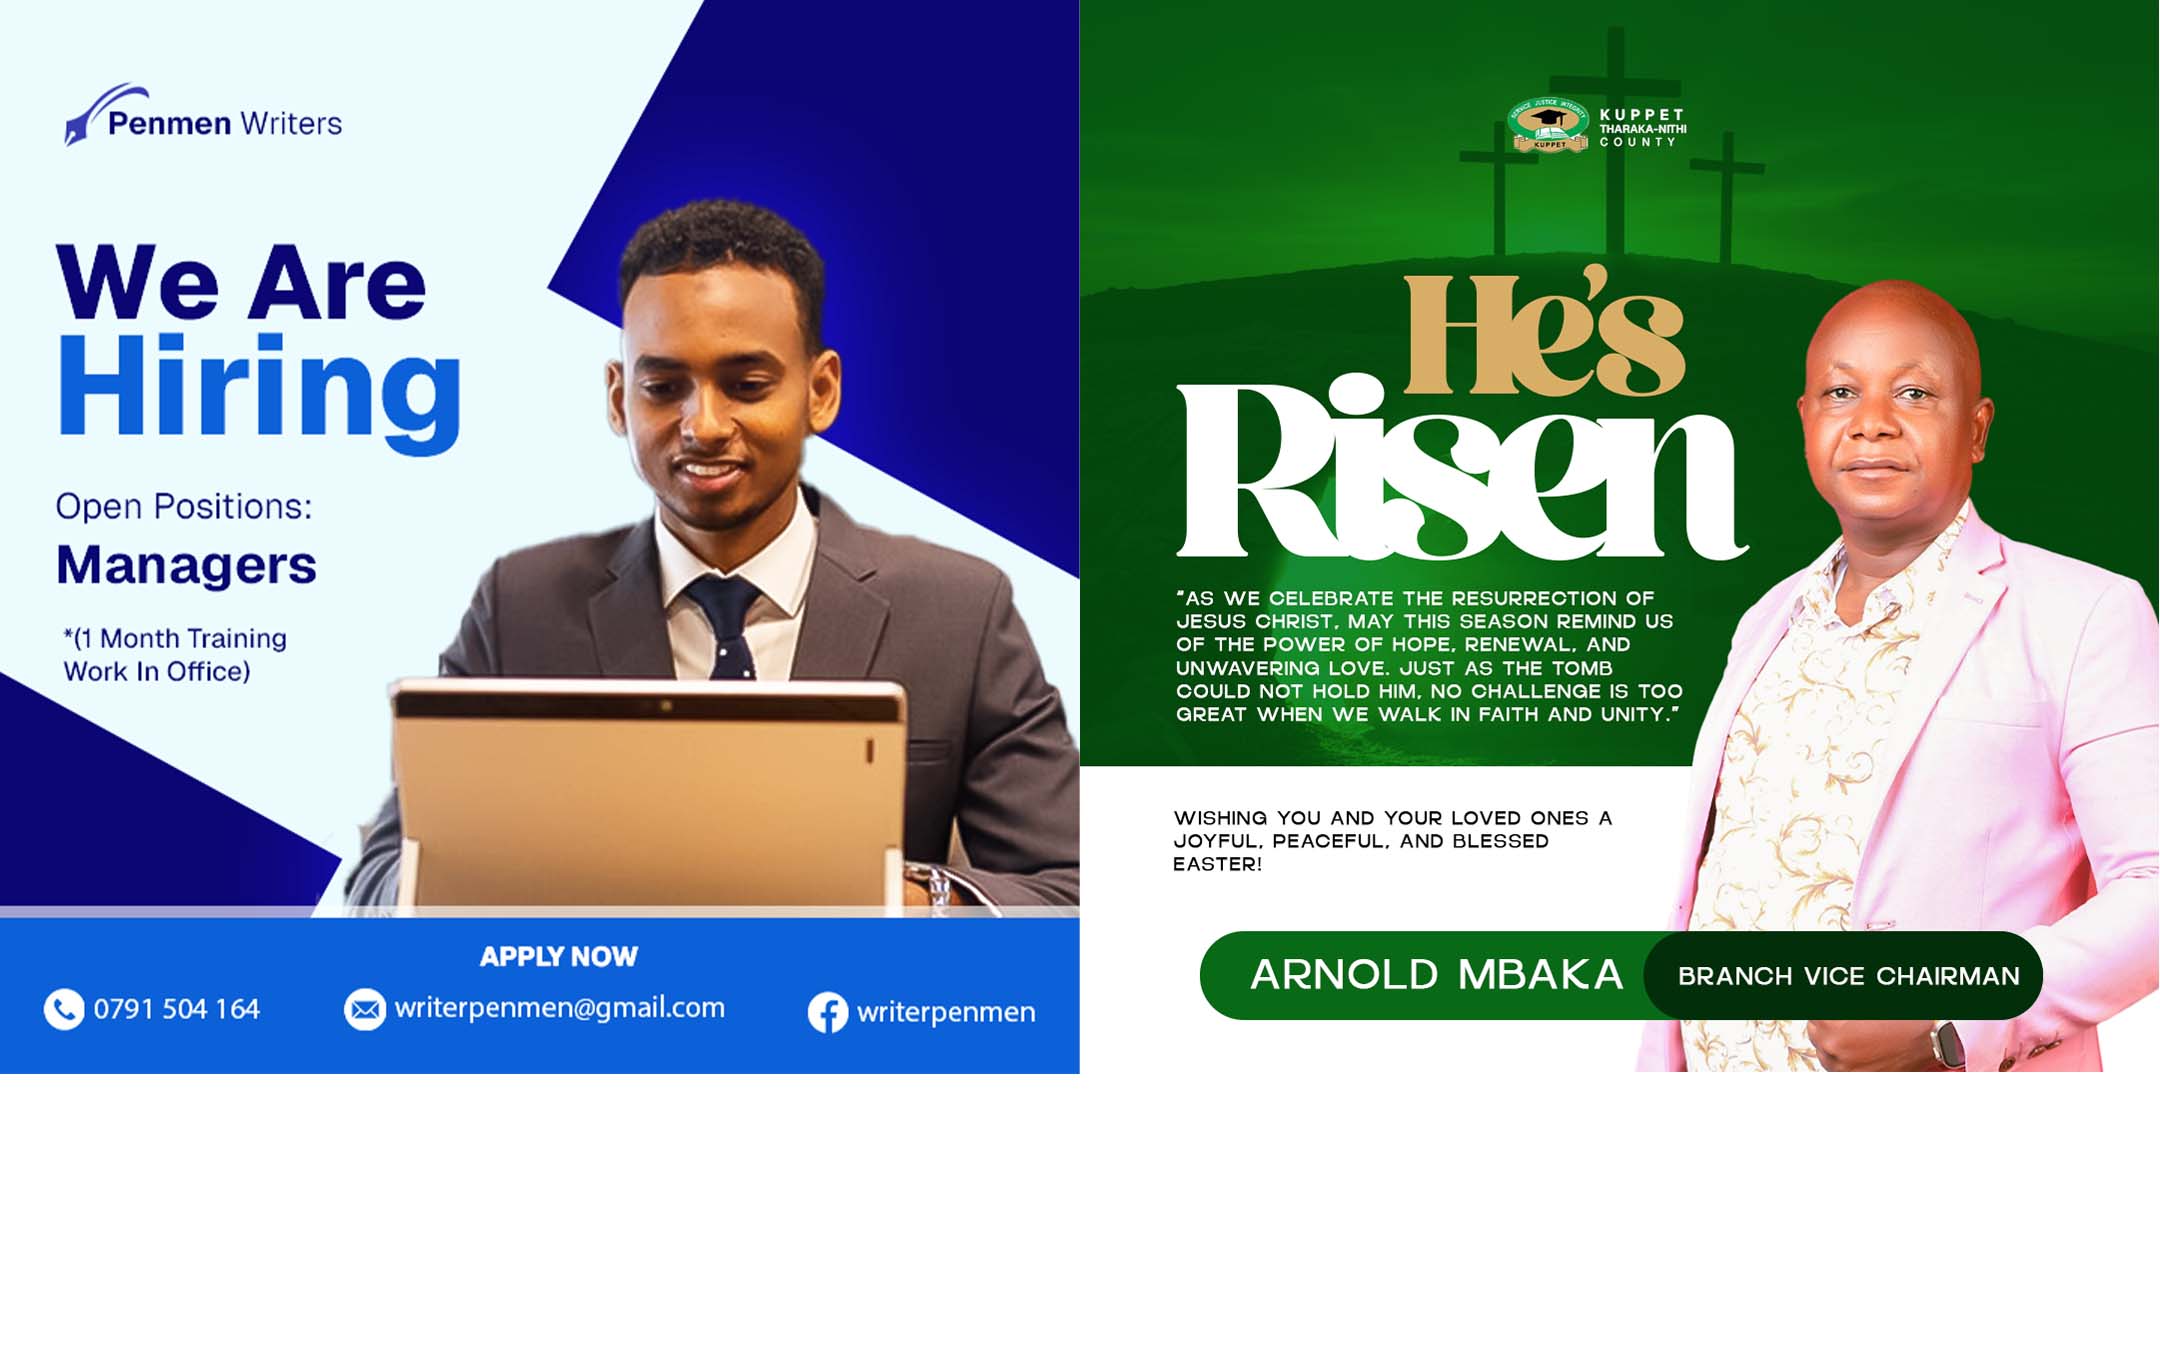 Penmen Writers
We Are
Hiring
Open Positions:
Managers
*(1 Month Training
Work In Office)
APPLY NOW
0791 504 164
writerpenmen@gmail.com
writerpenmen
SERVICE JUSTICE INTEGRITY
KUPPET
KUPPET
THARAKA-NITHI
COUNTY
He's
Risen
"AS WE CELEBRATE THE RESURRECTION OF
JESUS CHRIST, MAY THIS SEASON REMIND US
OF THE POWER OF HOPE, RENEWAL, AND
UNWAVERING LOVE. JUST AS THE TOMB
COULD NOT HOLD HIM, NO CHALLENGE IS TOO
GREAT WHEN WE WALK IN FAITH AND UNITY."
WISHING YOU AND YOUR LOVED ONES A
JOYFUL, PEACEFUL, AND BLESSED
EASTER!
ARNOLD MBAKA
BRANCH VICE CHAIRMAN